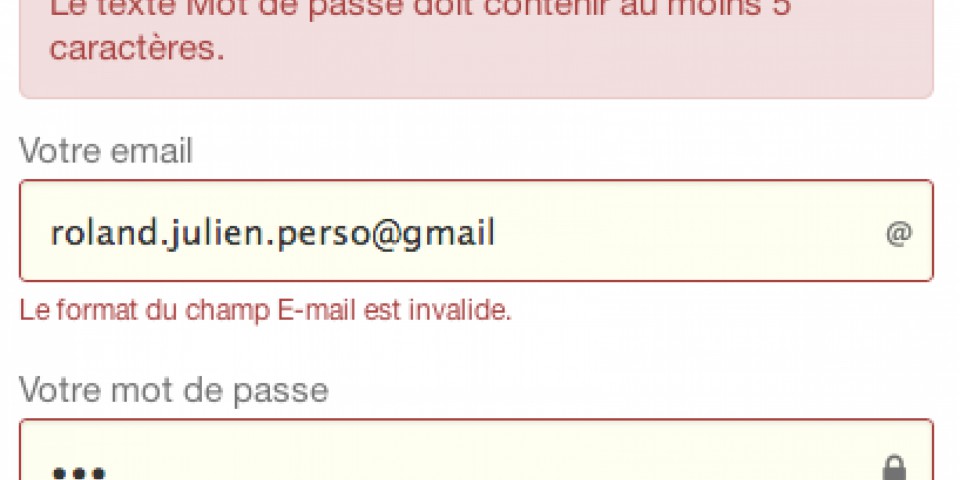 Le texte Mot de passe doit contenir au moins 5
caractères.
Votre email
roland.julien.perso@gmail
@
Le format du champ E-mail est invalide.
Votre mot de passe
•••